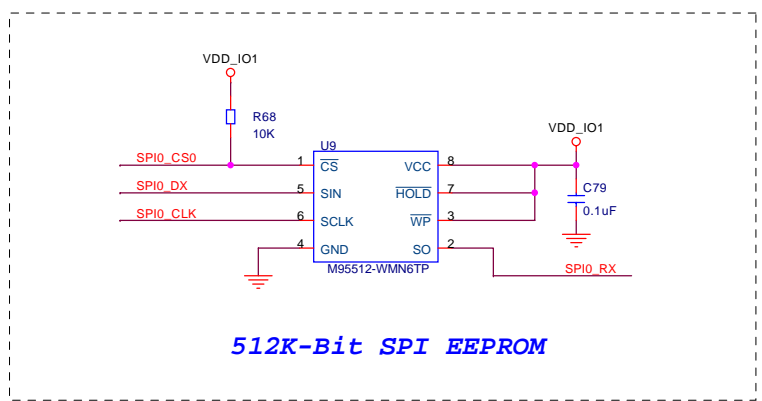 VDD_IO1
R68
10K
VDD_IO1
U9
SPI0_CS0 1 CS VCC 8
SPI0_DX 5 SIN HOLD 7 C79
0.1uF
SPI0_CLK 6 SCLK WP 3
4 GND SO 2
M95512-WMN6TP SPI0_RX
512K-Bit SPI EEPROM